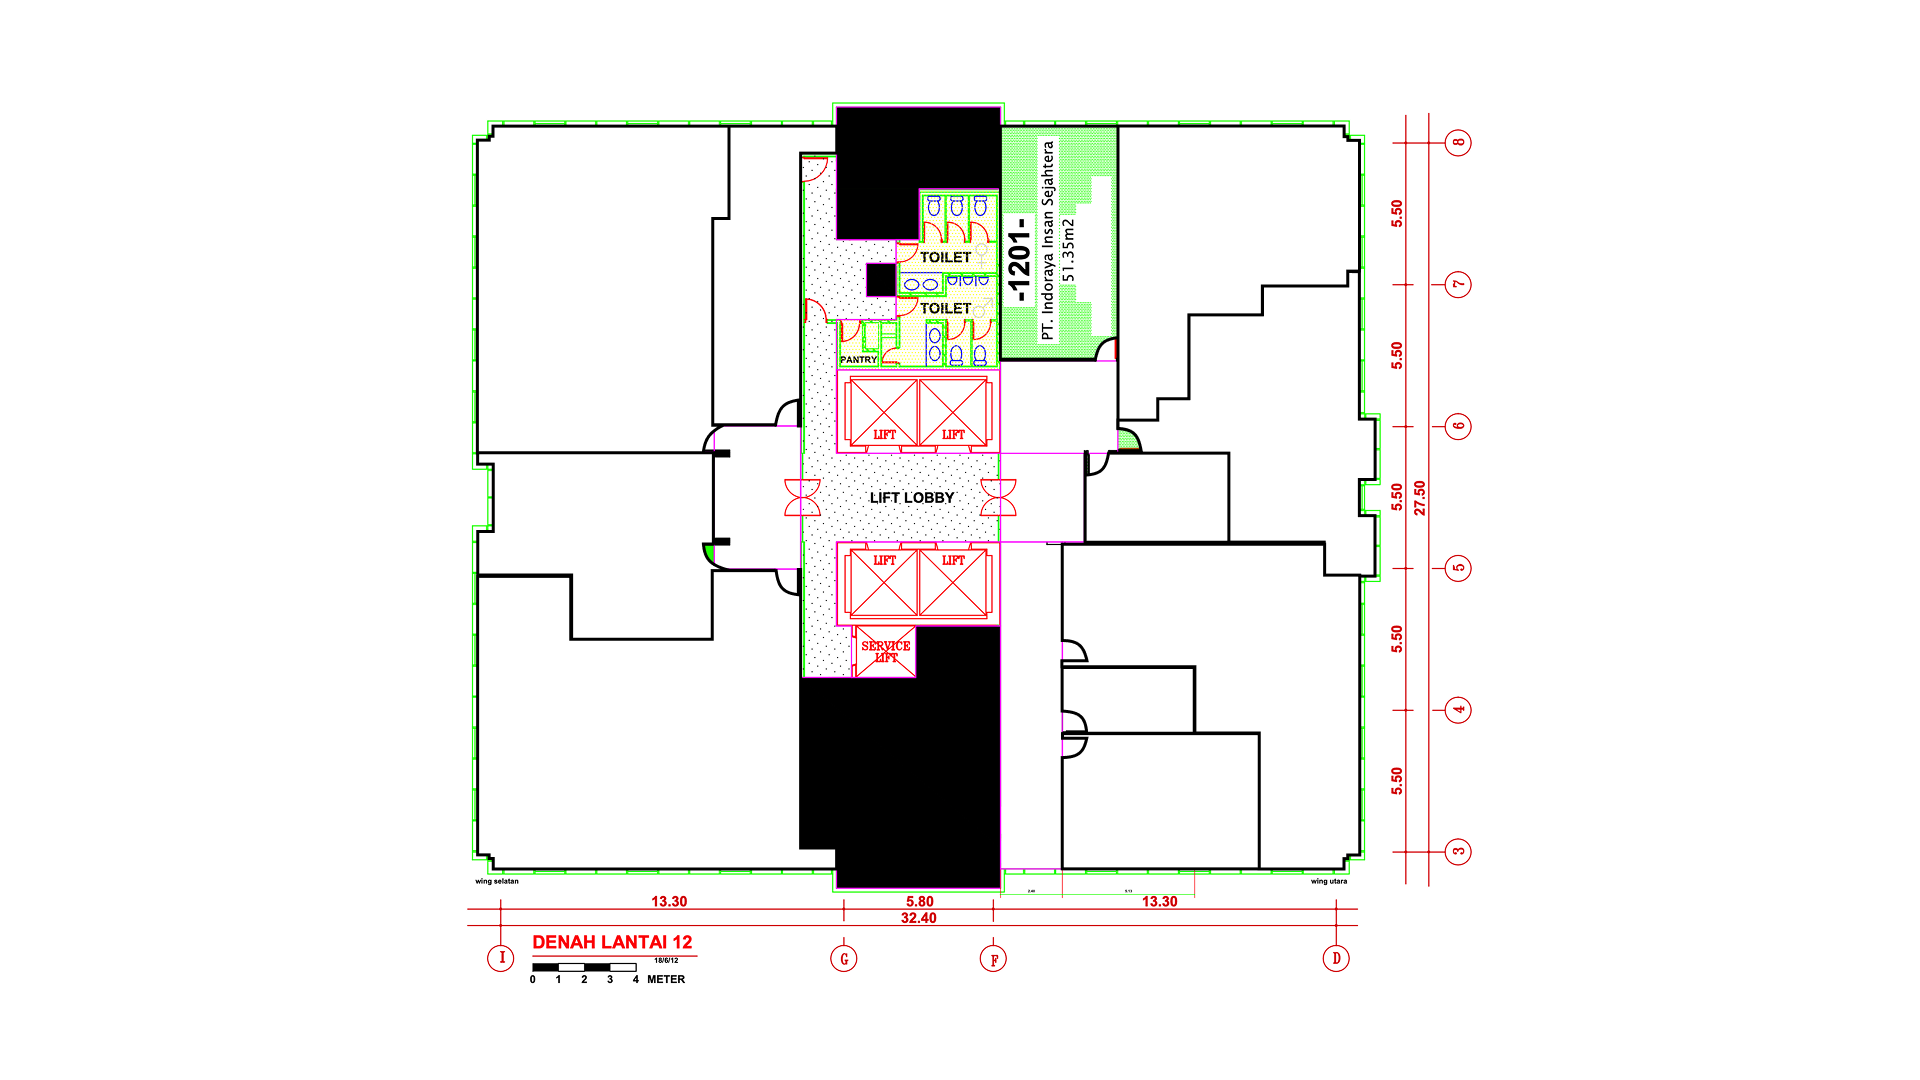 8
-1201-
PT. Indoraya Insan Sejahtera
51.35m2
5.50
TOILET
7
TOILET
5.50
PANTRY
6
LIFT
LIFT
LIFT LOBBY
5.50
27.50
LIFT
LIFT
5
SERVICE
LIFT
5.50
4
5.50
3
wing selatan
wing utara
2.40
13.30
5.80
13.30
32.40
DENAH LANTAI 12
18/6/12
I
G
F
D
0 1 2 3 4 METER